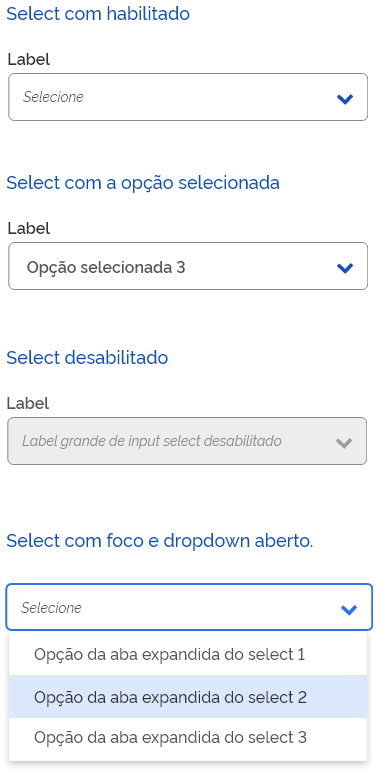 Select com habilitado
Label
Selecione
Select com a opção selecionada
Label
Opção selecionada 3
Select desabilitado
Label
Label grande de input select desabilitado
Select com foco e dropdown aberto.
Selecione
Opção da aba expandida do select 1
Opção da aba expandida do select 2
Opção da aba expandida do select 3